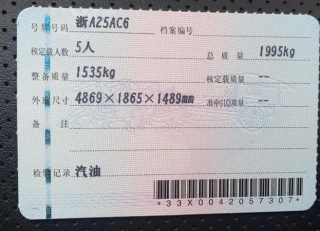 号牌号码 浙A25AC6 档案编号
核定载人数 5人 总质量 1995kg
整备质量 1535kg 核定载质量 --
外廓尺寸 4869×1865×1489mm 准牵引总质量 --
备注
检验记录 汽油
*33X0042057307*